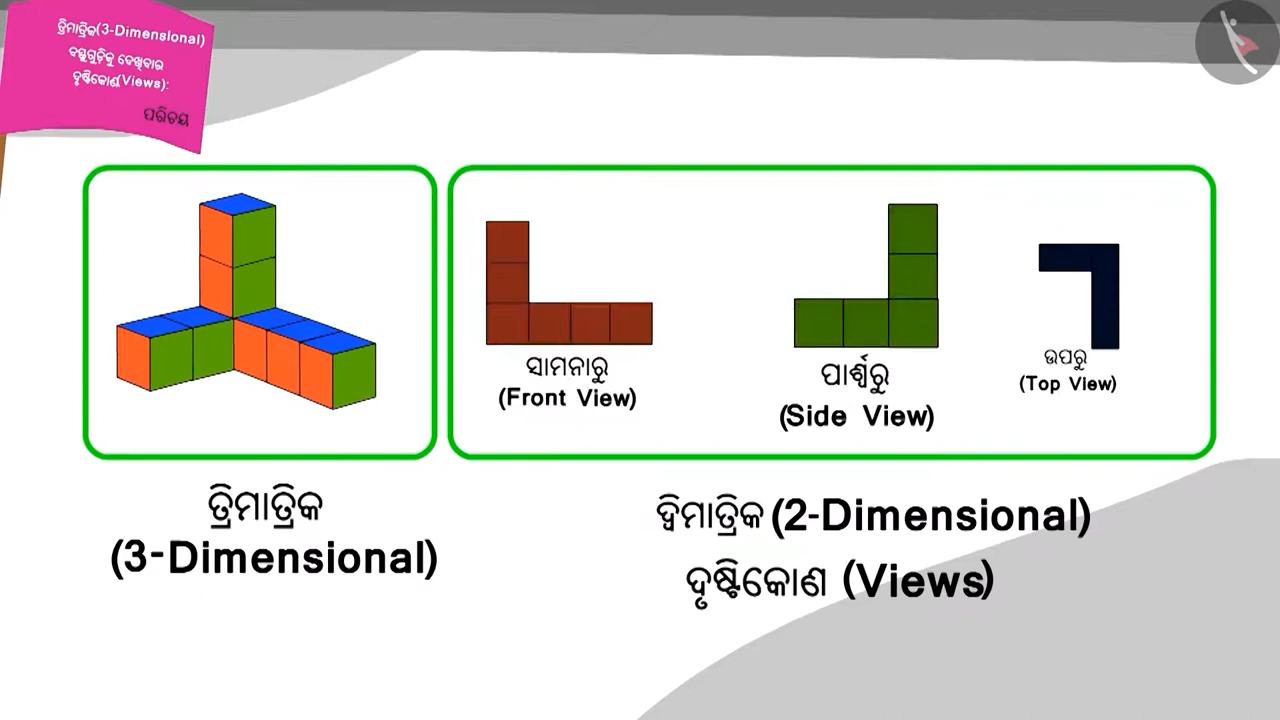 ତ୍ରିମାତ୍ରିକ(3-Dimensional)
ବସ୍ତୁଗୁଡ଼ିକୁ ଦେଖିବାର
ଦୃଷ୍ଟିକୋଣ(Views):
ପରିଚୟ
ସାମନାରୁ
(Front View)
ପାର୍ଶ୍ଵରୁ
(Side View)
ଉପରୁ
(Top View)
ତ୍ରିମାତ୍ରିକ
(3-Dimensional)
ଦ୍ଵିମାତ୍ରିକ (2-Dimensional)
ଦୃଷ୍ଟିକୋଣ (Views)